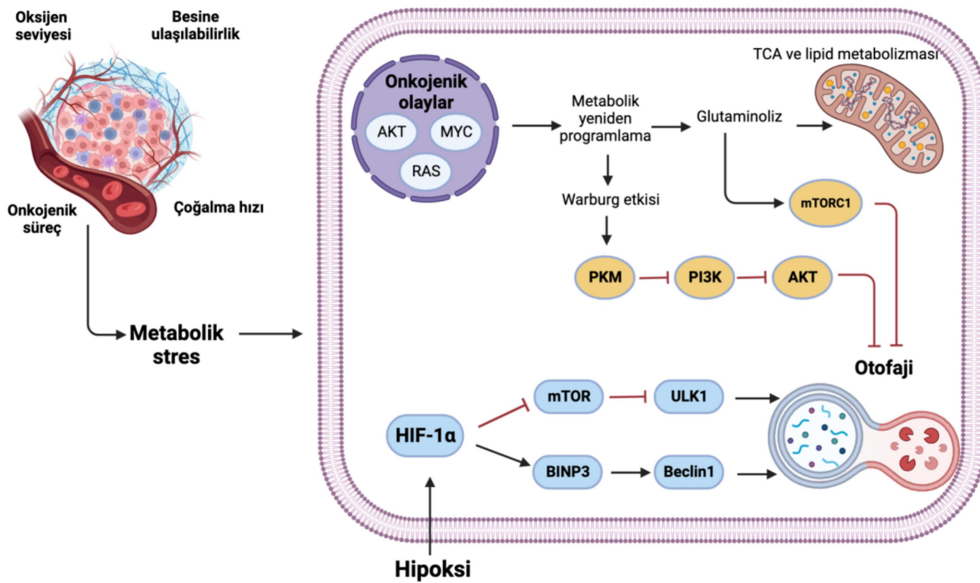 Oksijen
seviyesi
Besine
ulaşılabilirlik
Onkojenik
süreç
Çoğalma hızı
Metabolik
stres
Onkojenik
olaylar
AKT
MYC
RAS
Metabolik
yeniden
programlama
Glutaminoliz
TCA ve lipid metabolizması
Warburg etkisi
mTORC1
PKM
PI3K
AKT
Otofaji
HIF-1α
mTOR
ULK1
BINP3
Beclin1
Hipoksi